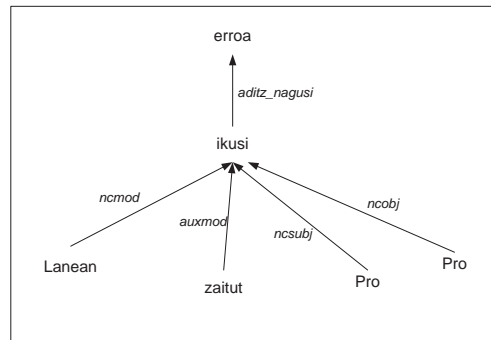 erroa
aditz_nagusi
ikusi
ncmod
auxmod
ncsubj
ncobj
Lanean
zaitut
Pro
Pro